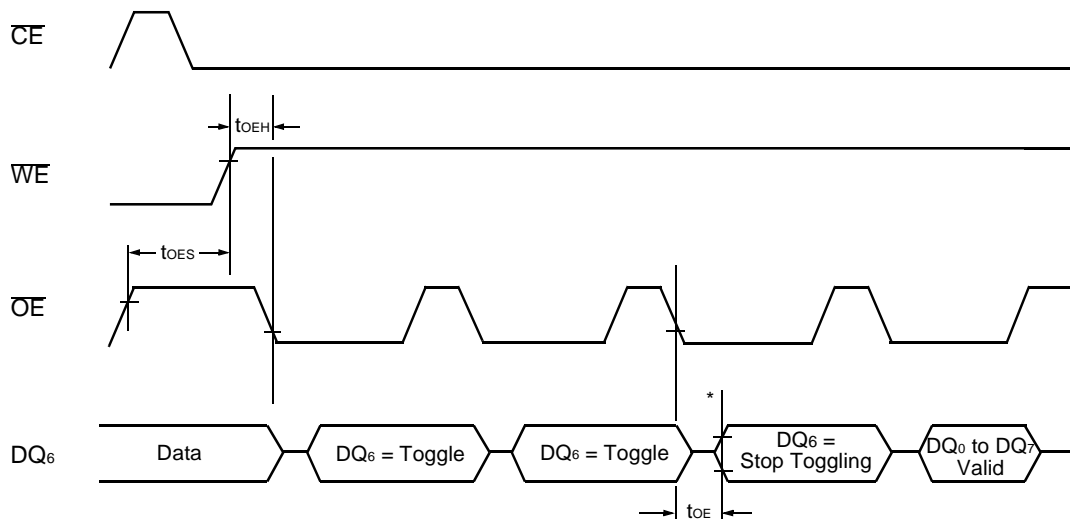 CE
tOEH
WE
tOES
OE
*
DQ6
Data
DQ6 = Toggle
DQ6 = Toggle
DQ6 =
Stop Toggling
DQ0 to DQ7
Valid
tOE